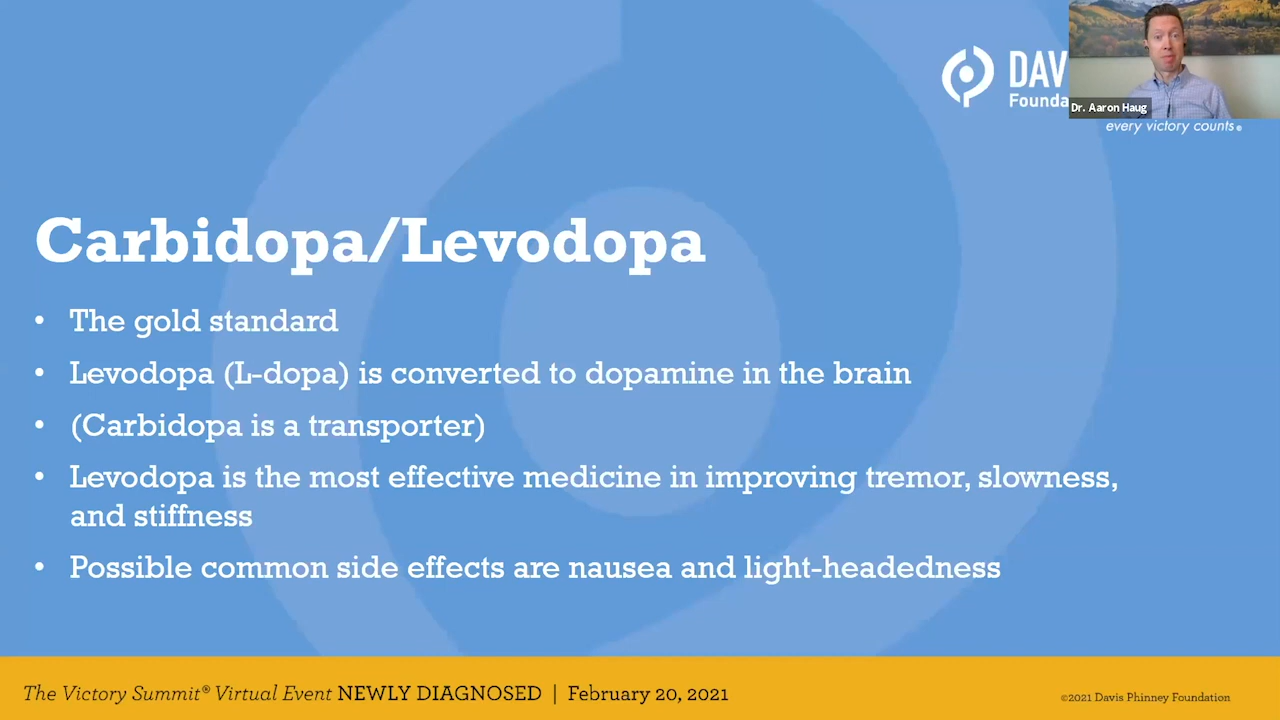 DAV
Founda
Dr. Aaron Haug
every victory counts®
Carbidopa/Levodopa
• The gold standard
• Levodopa (L-dopa) is converted to dopamine in the brain
• (Carbidopa is a transporter)
• Levodopa is the most effective medicine in improving tremor, slowness,
and stiffness
• Possible common side effects are nausea and light-headedness
The Victory Summit® Virtual Event NEWLY DIAGNOSED | February 20, 2021
©2021 Davis Phinney Foundation